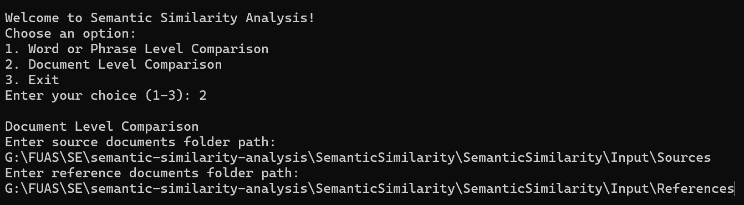 Welcome to Semantic Similarity Analysis!
Choose an option:
1. Word or Phrase Level Comparison
2. Document Level Comparison
3. Exit
Enter your choice (1-3): 2
Document Level Comparison
Enter source documents folder path:
G:\FUAS\SE\semantic-similarity-analysis\SemanticSimilarity\SemanticSimilarity\Input\Sources
Enter reference documents folder path:
G:\FUAS\SE\semantic-similarity-analysis\SemanticSimilarity\SemanticSimilarity\Input\References